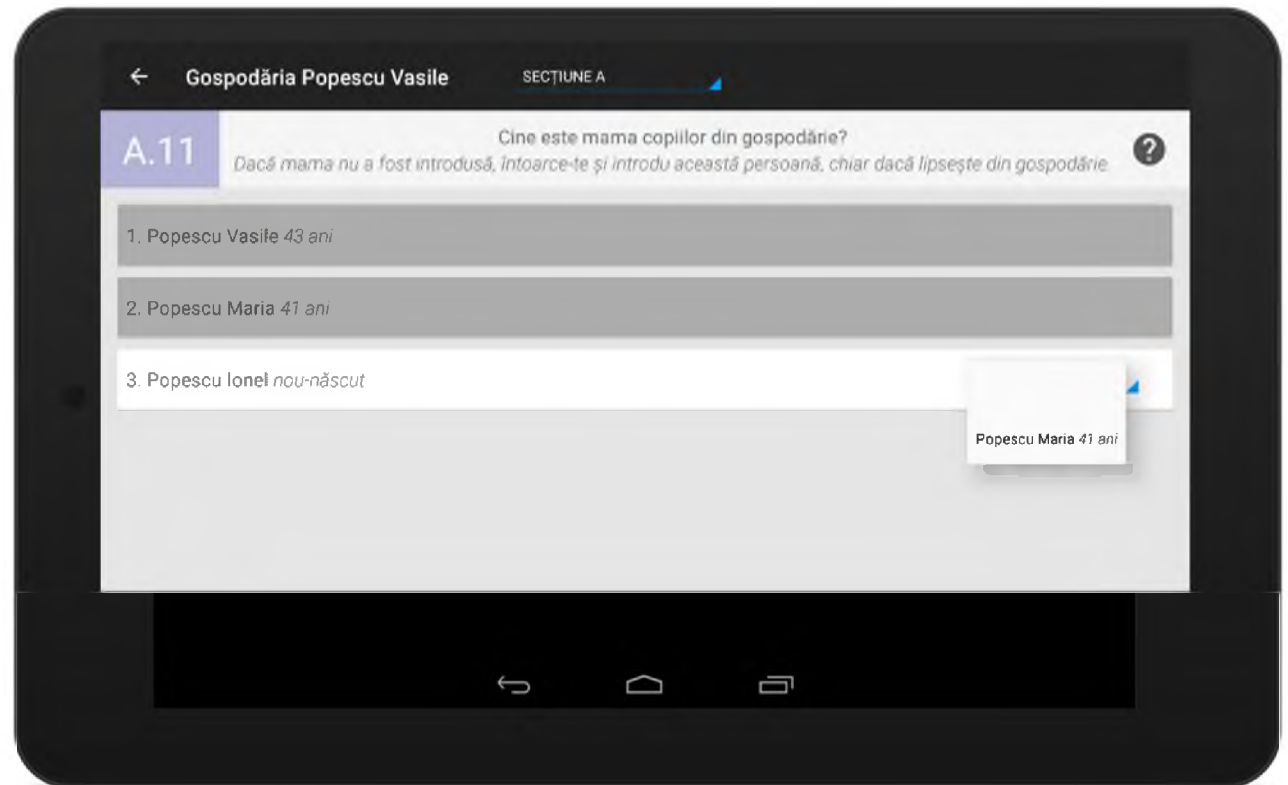 Gospodăria Popescu Vasile SECȚIUNE A
A.11
Cine este mama copiilor din gospodărie?
Dacă mama nu a fost introdusă, întoarce-te și introdu această persoană, chiar dacă lipsește din gospodărie.
1. Popescu Vasile 43 ani
2. Popescu Maria 41 ani
3. Popescu Ionel nou-născut
Popescu Maria 41 ani